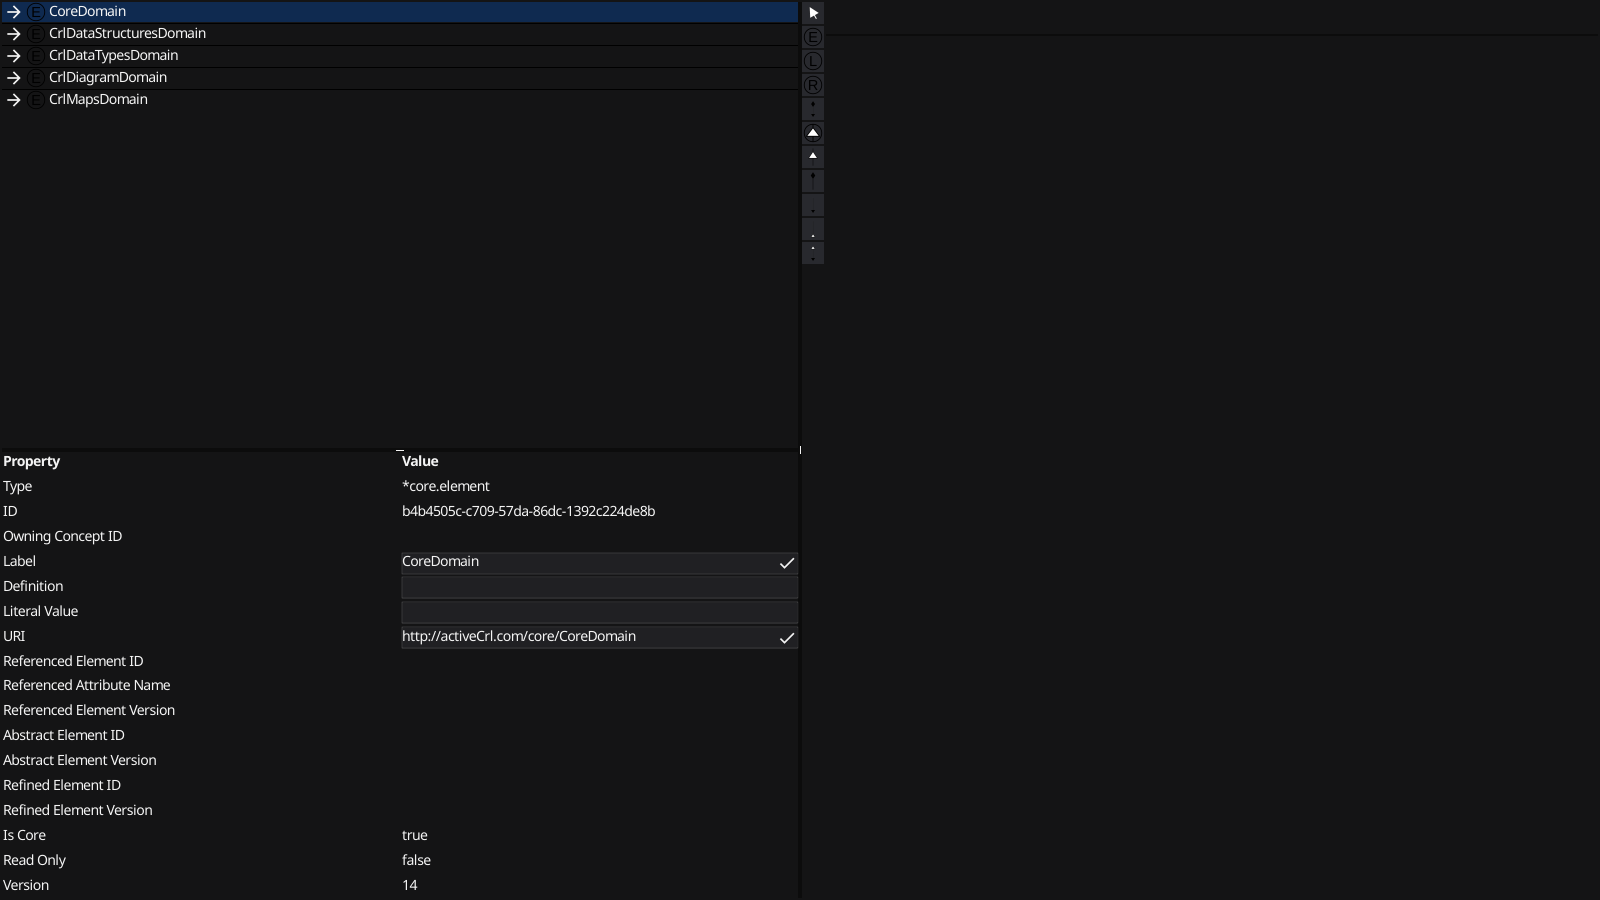 E CoreDomain
E CrlDataStructuresDomain
E CrlDataTypesDomain
E CrlDiagramDomain
E CrlMapsDomain
E
L
R
Property Value
Type *core.element
ID b4b4505c-c709-57da-86dc-1392c224de8b
Owning Concept ID
Label CoreDomain
Definition
Literal Value
URI http://activeCrl.com/core/CoreDomain
Referenced Element ID
Referenced Attribute Name
Referenced Element Version
Abstract Element ID
Abstract Element Version
Refined Element ID
Refined Element Version
Is Core true
Read Only false
Version 14